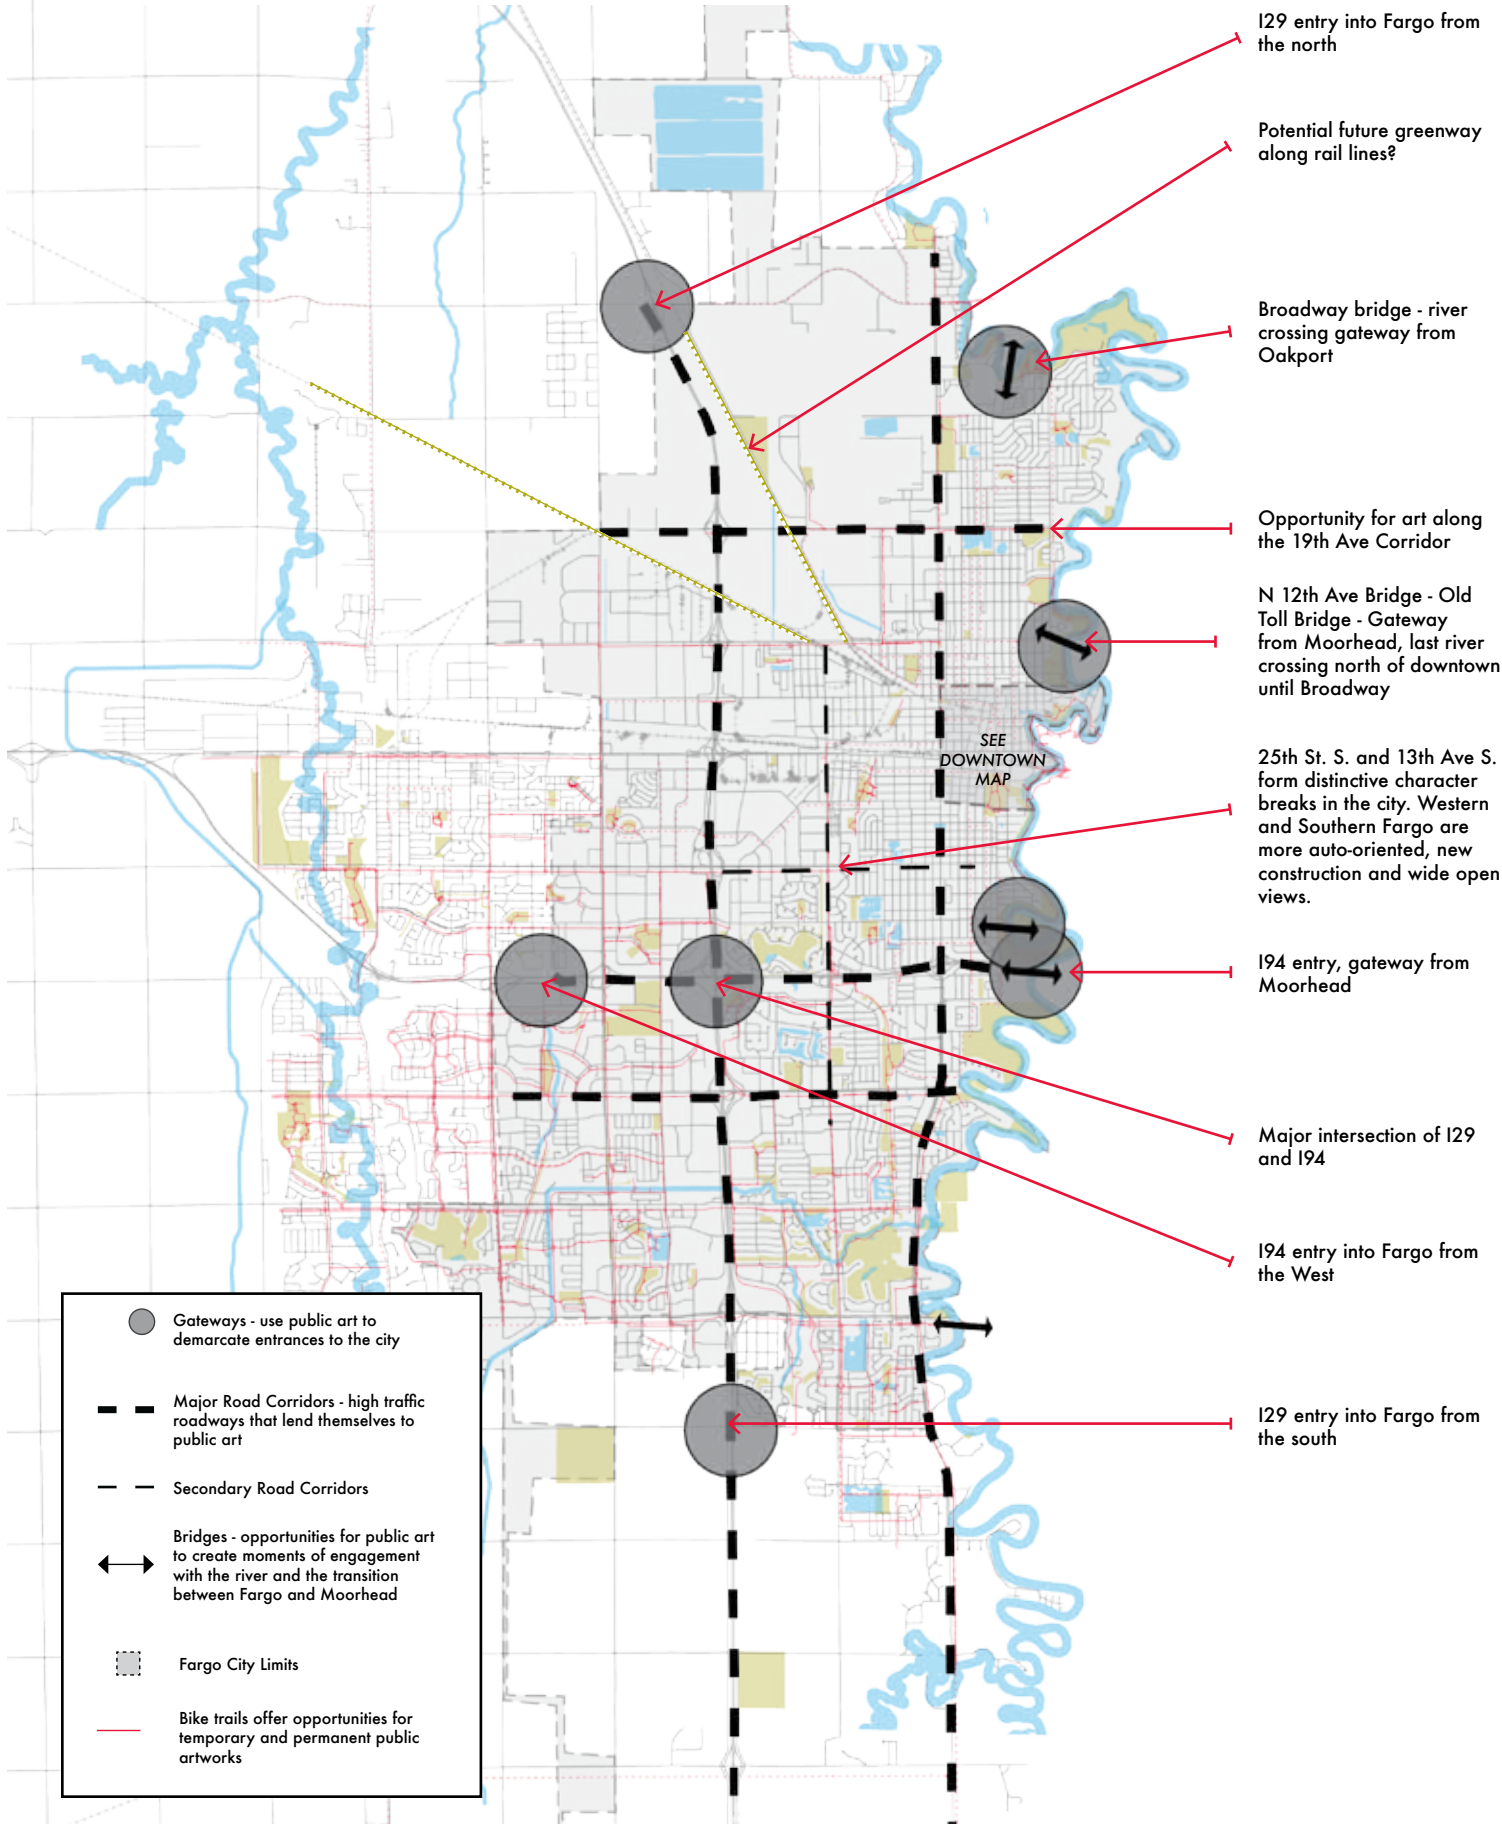 I29 entry into Fargo from
the north
Potential future greenway
along rail lines?
Broadway bridge - river
crossing gateway from
Oakport
Opportunity for art along
the 19th Ave Corridor
N 12th Ave Bridge - Old
Toll Bridge - Gateway
from Moorhead, last river
crossing north of downtown
until Broadway
SEE
DOWNTOWN
MAP
25th St. S. and 13th Ave S.
form distinctive character
breaks in the city. Western
and Southern Fargo are
more auto-oriented, new
construction and wide open
views.
I94 entry, gateway from
Moorhead
Major intersection of I29
and I94
I94 entry into Fargo from
the West
I29 entry into Fargo from
the south
Gateways - use public art to
demarcate entrances to the city
Major Road Corridors - high traffic
roadways that lend themselves to
public art
Secondary Road Corridors
Bridges - opportunities for public art
to create moments of engagement
with the river and the transition
between Fargo and Moorhead
Fargo City Limits
Bike trails offer opportunities for
temporary and permanent public
artworks